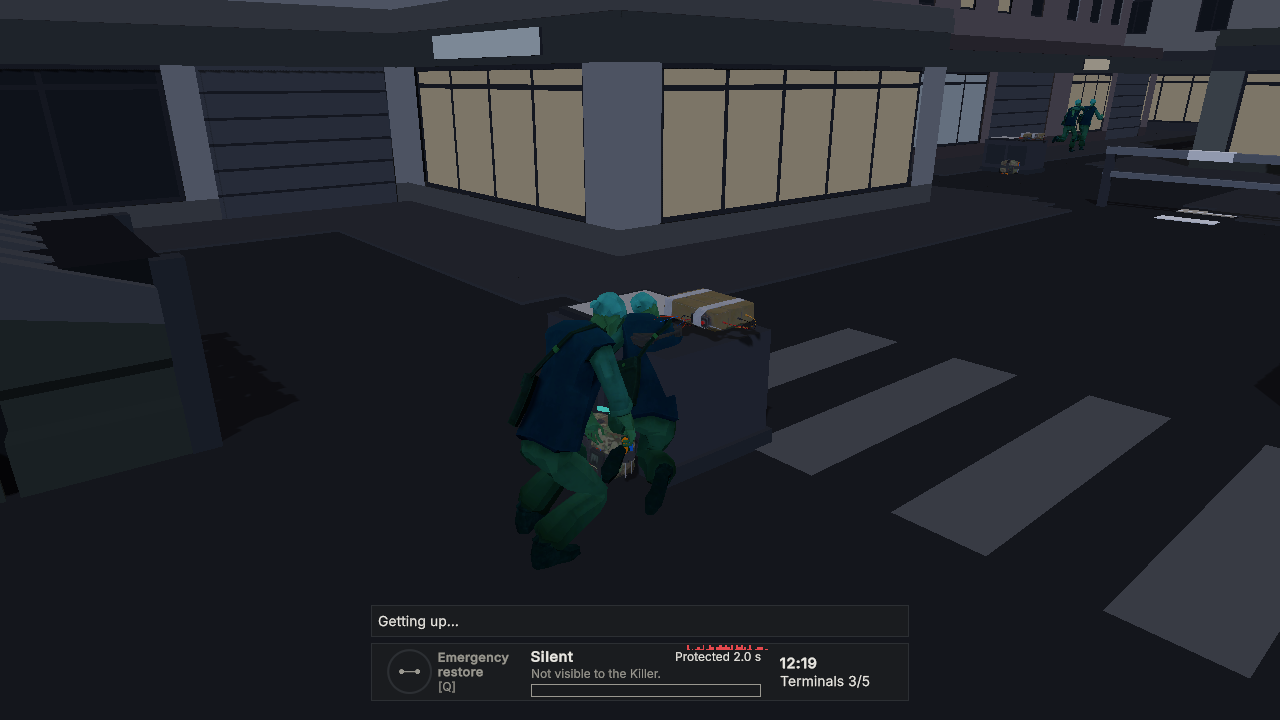 Getting up...
Emergency
restore
[Q]
Silent
Protected 2.0 s
Not visible to the Killer.
12:19
Terminals 3/5